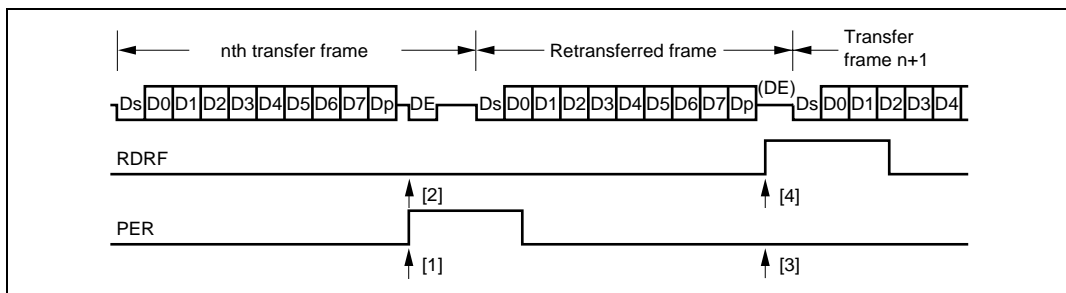 nth transfer frame
Retransferred frame
Transfer
frame n+1
Ds D0 D1 D2 D3 D4 D5 D6 D7 Dp DE Ds D0 D1 D2 D3 D4 D5 D6 D7 Dp (DE) Ds D0 D1 D2 D3 D4
RDRF
[2] [4]
PER
[1] [3]